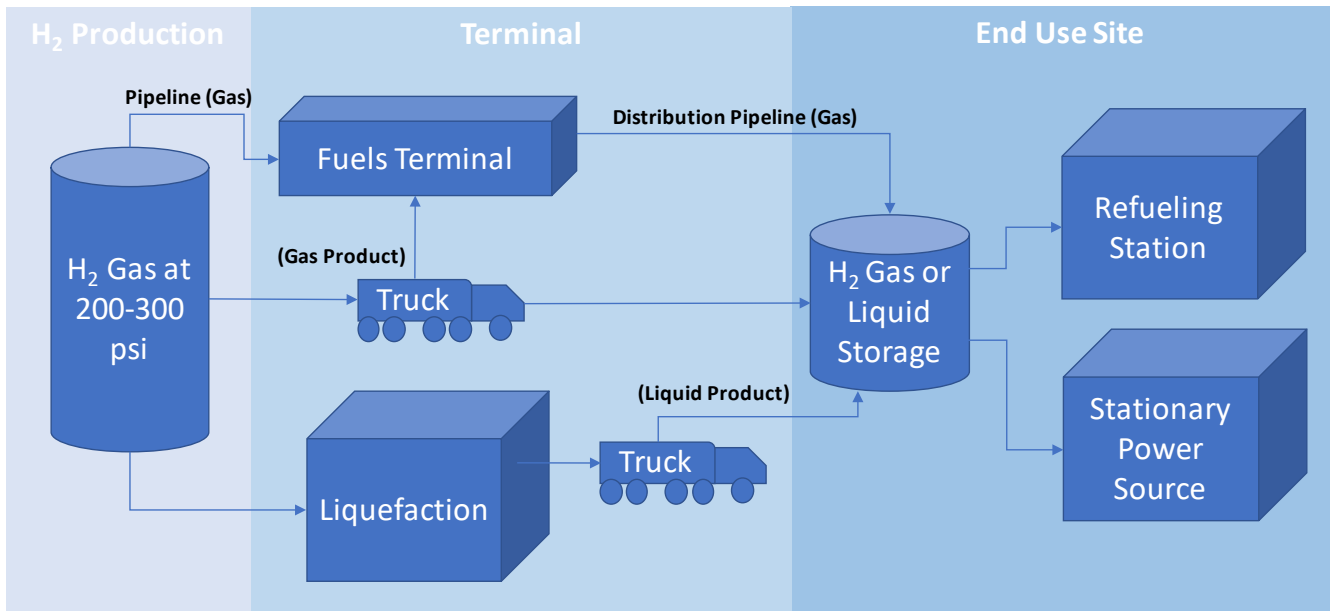 H₂ Production
Terminal
End Use Site
Pipeline (Gas)
Distribution Pipeline (Gas)
Fuels Terminal
Refueling
Station
(Gas Product)
H₂ Gas at
200-300
psi
Truck
H₂ Gas or
Liquid
Storage
(Liquid Product)
Truck
Liquefaction
Stationary
Power
Source